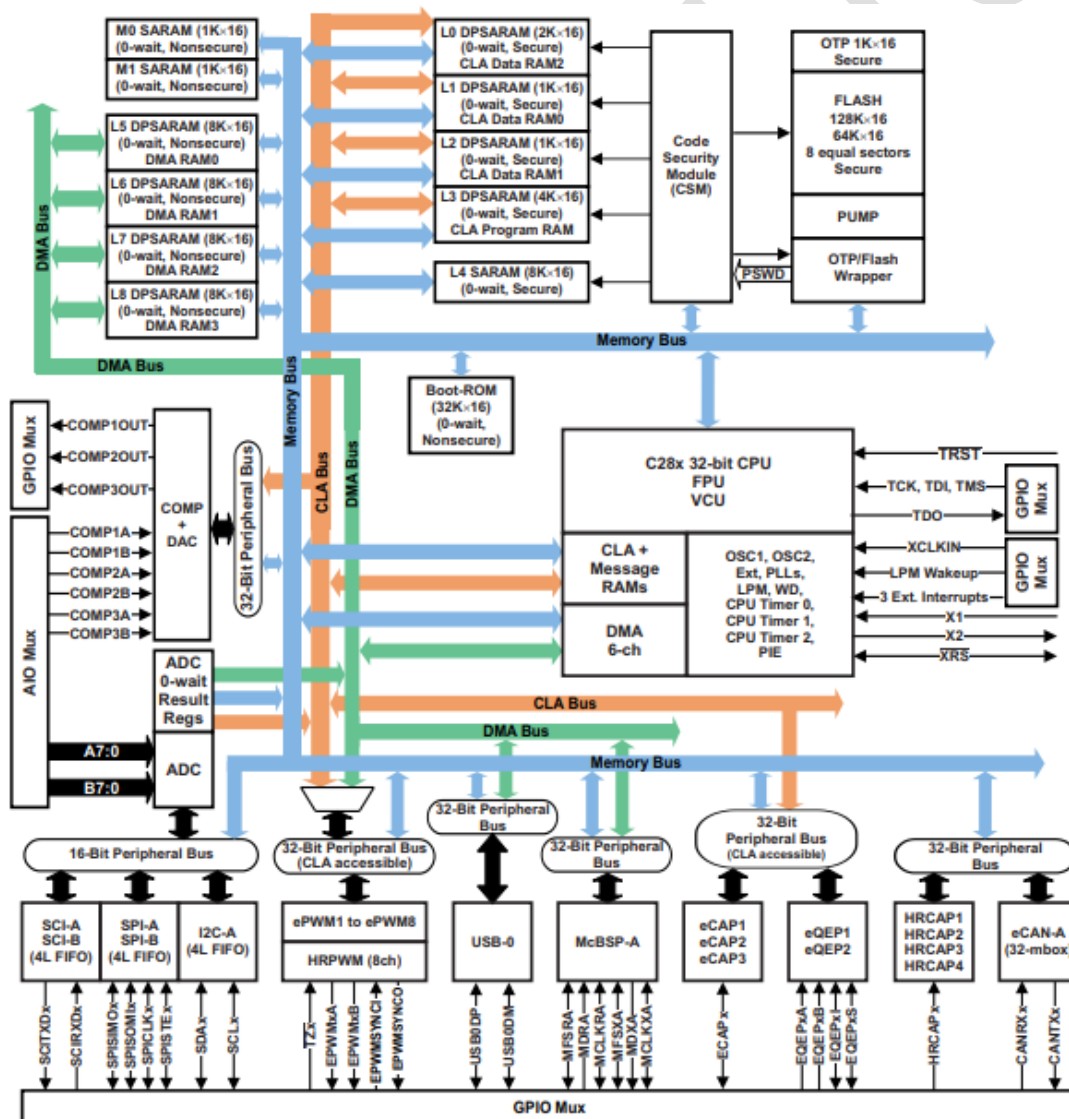 M0 SARAM (1K×16)
(0-wait, Nonsecure)
M1 SARAM (1K×16)
(0-wait, Nonsecure)
L5 DPSARAM (8K×16)
(0-wait, Nonsecure)
DMA RAM0
L6 DPSARAM (8K×16)
(0-wait, Nonsecure)
DMA RAM1
L7 DPSARAM (8K×16)
(0-wait, Nonsecure)
DMA RAM2
L8 DPSARAM (8K×16)
(0-wait, Nonsecure)
DMA RAM3
DMA Bus
L0 DPSARAM (2K×16)
(0-wait, Secure)
CLA Data RAM2
L1 DPSARAM (1K×16)
(0-wait, Secure)
CLA Data RAM0
L2 DPSARAM (1K×16)
(0-wait, Secure)
CLA Data RAM1
L3 DPSARAM (4K×16)
(0-wait, Secure)
CLA Program RAM
L4 SARAM (8K×16)
(0-wait, Secure)
Code
Security
Module
(CSM)
OTP 1K×16
Secure
FLASH
128K×16
64K×16
8 equal sectors
Secure
PUMP
OTP/Flash
Wrapper
PSWD
Memory Bus
DMA Bus
Memory Bus
CLA Bus
DMA Bus
Boot-ROM
(32K×16)
(0-wait,
Nonsecure)
GPIO Mux
COMP1OUT
COMP2OUT
COMP3OUT
AIO Mux
COMP1A
COMP1B
COMP2A
COMP2B
COMP3A
COMP3B
COMP
+
DAC
32-Bit Peripheral Bus
C28x 32-bit CPU
FPU
VCU
CLA +
Message
RAMs
DMA
6-ch
OSC1, OSC2,
Ext, PLLs,
LPM, WD,
CPU Timer 0,
CPU Timer 1,
CPU Timer 2,
PIE
TRST
TCK, TDI, TMS
TDO
GPIO
Mux
XCLKIN
LPM Wakeup
3 Ext. Interrupts
GPIO
Mux
X1
X2
XRS
ADC
0-wait
Result
Regs
ADC
A7:0
B7:0
CLA Bus
DMA Bus
Memory Bus
16-Bit Peripheral Bus
32-Bit Peripheral Bus
(CLA accessible)
32-Bit Peripheral
Bus
32-Bit Peripheral
Bus
32-Bit
Peripheral Bus
(CLA accessible)
32-Bit Peripheral
Bus
SCI-A
SCI-B
(4L FIFO)
SPI-A
SPI-B
(4L FIFO)
I2C-A
(4L FIFO)
ePWM1 to ePWM8
HRPWM (8ch)
USB-0
McBSP-A
eCAP1
eCAP2
eCAP3
eQEP1
eQEP2
HRCAP1
HRCAP2
HRCAP3
HRCAP4
eCAN-A
(32-mbox)
SCITXDx
SCIRXDx
SPISIMOx
SPISOMIx
SPICLKx
SPISTEx
SDAx
SCLx
TZx
EPWMxA
EPWMxB
EPWMSYNCI
EPWMSYNCO
USB0DP
USB0DM
MFSRA
MDRA
MCLKRA
MFSXA
MDXA
MCLKXA
ECAPx
EQEPxA
EQEPxB
EQEPxI
EQEPxS
HRCAPx
CANRXx
CANTXx
GPIO Mux